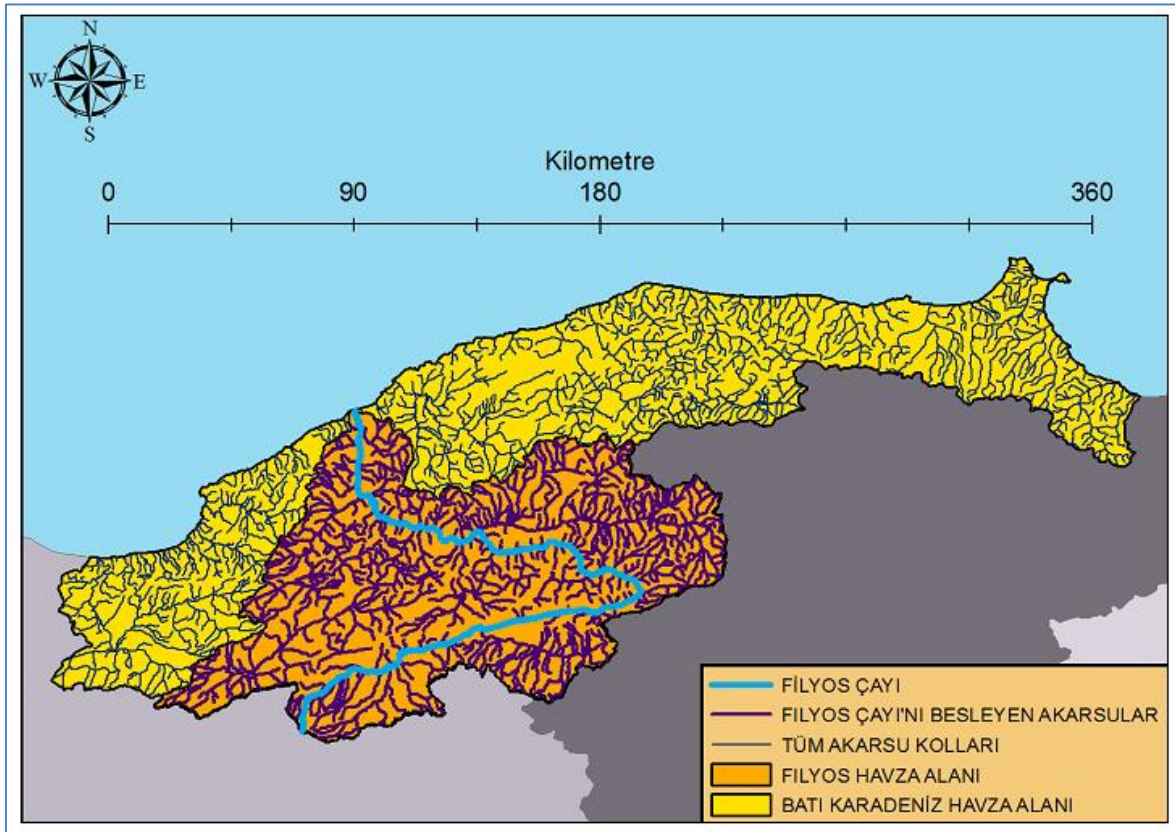 N
W E
S
Kilometre
0 90 180 360
FİLYOS ÇAYI
FILYOS ÇAYI'NI BESLEYEN AKARSULAR
TÜM AKARSU KOLLARI
FILYOS HAVZA ALANI
BATI KARADENİZ HAVZA ALANI